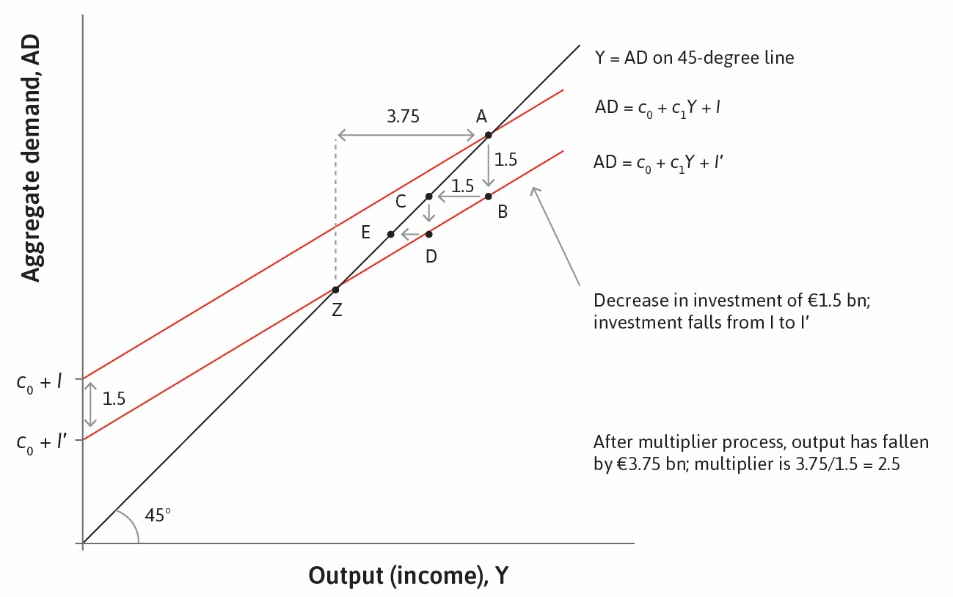 Aggregate demand, AD
Y = AD on 45-degree line
AD = c₀ + c₁Y + I
AD = c₀ + c₁Y + I′
3.75
A
1.5
1.5
C
B
E
D
Z
Decrease in investment of €1.5 bn;
investment falls from I to I′
c₀ + I
1.5
c₀ + I′
After multiplier process, output has fallen
by €3.75 bn; multiplier is 3.75/1.5 = 2.5
45°
Output (income), Y